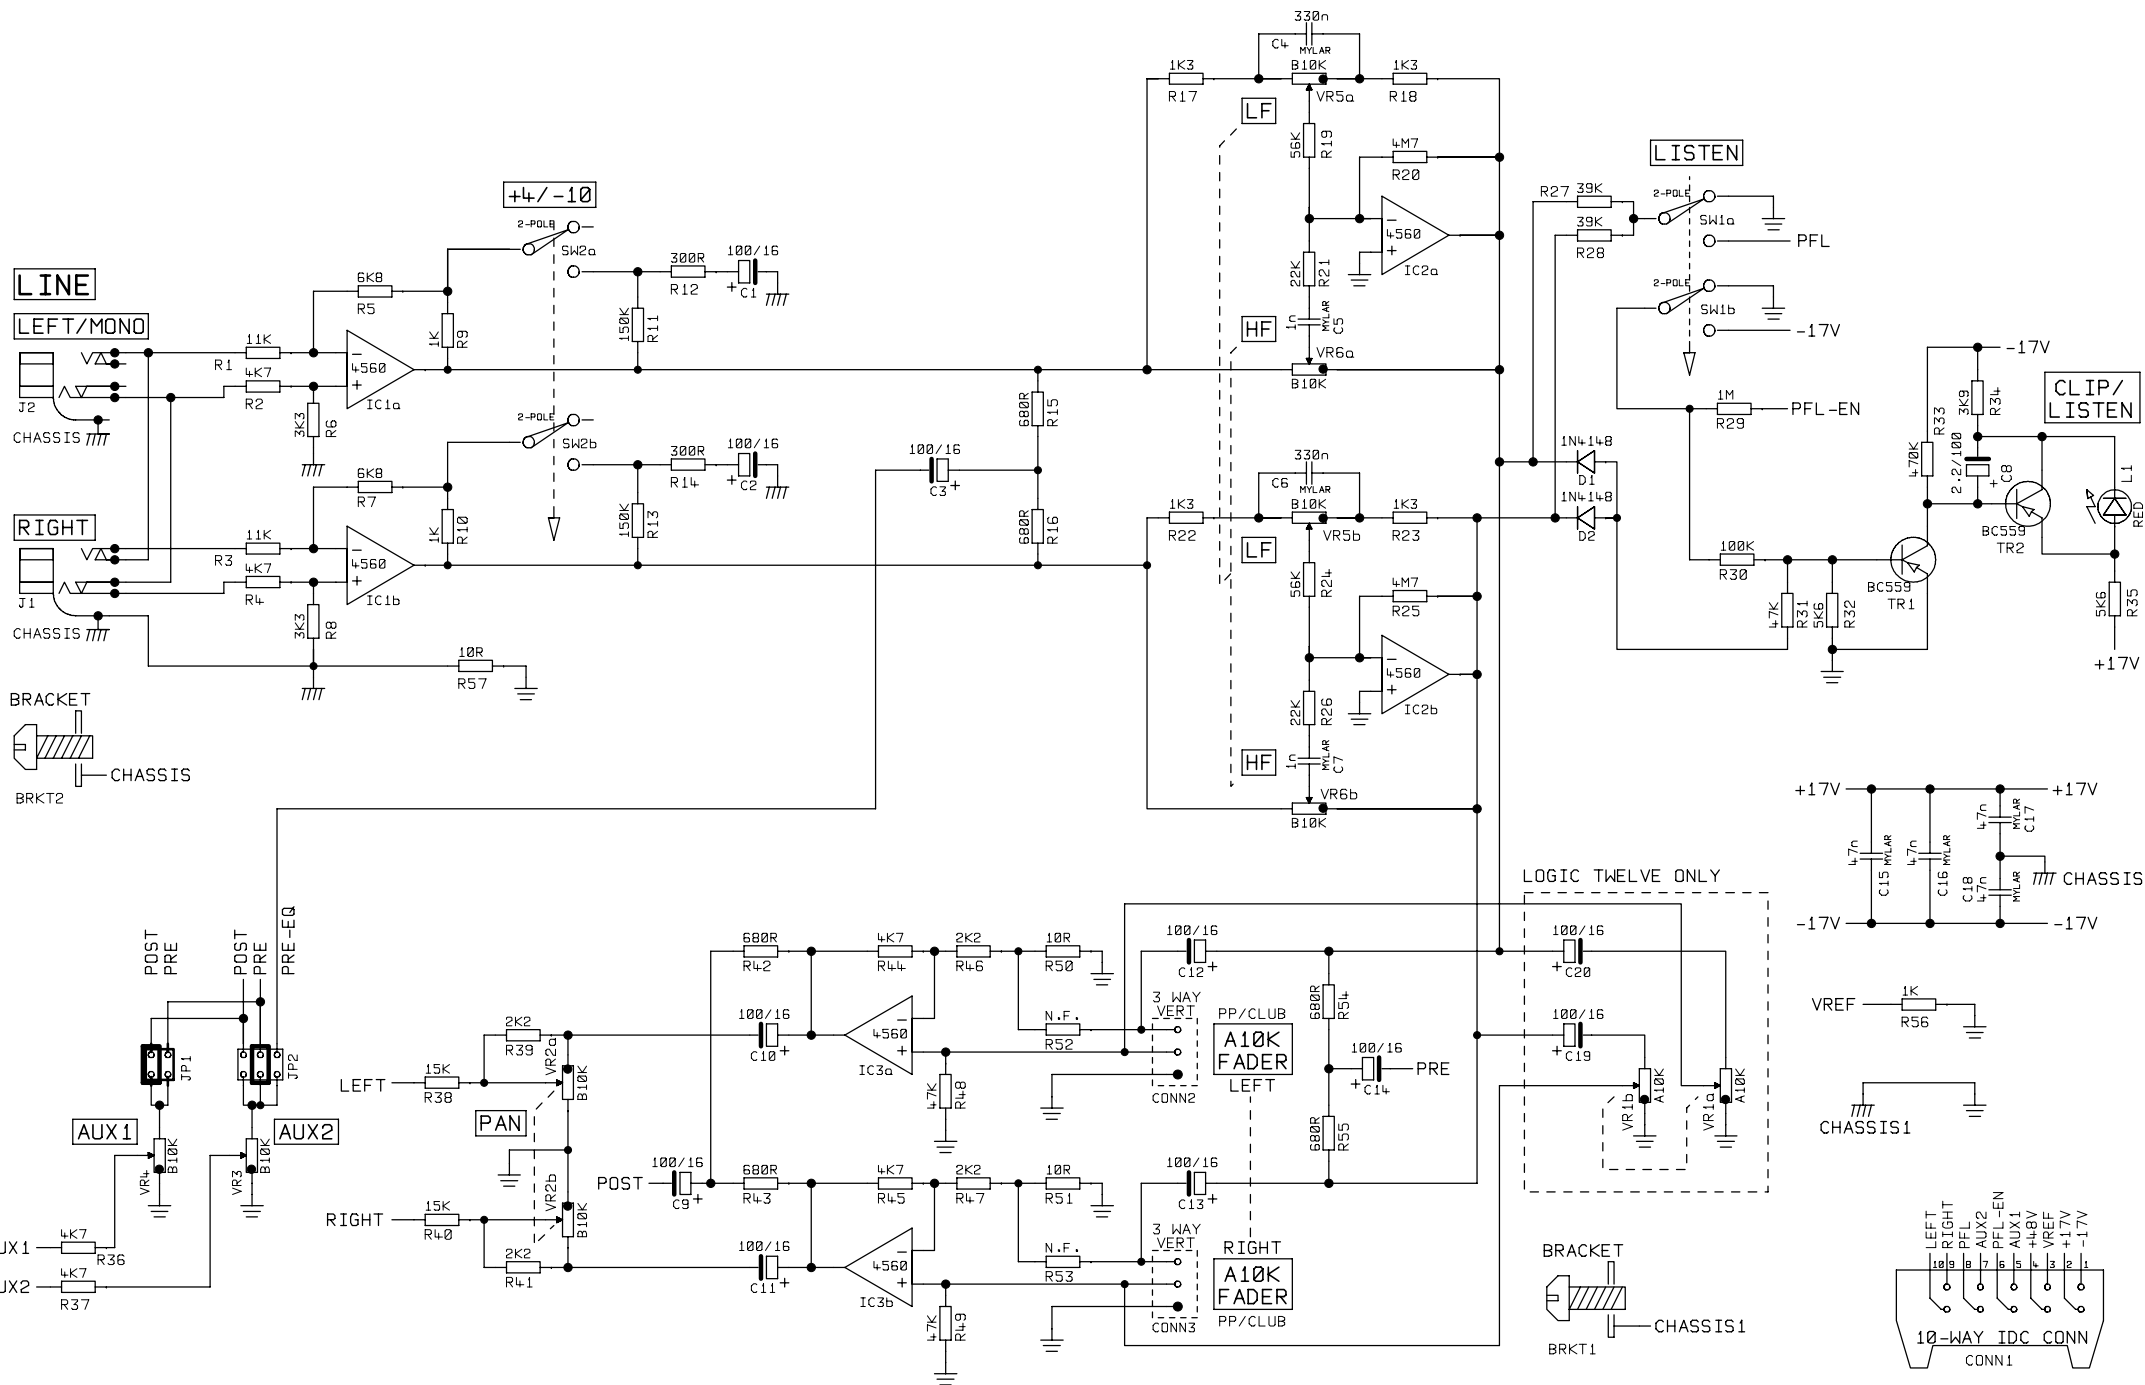 330n
C4
MYLAR
1K3
R17
B10K
VR5a
1K3
R18
LF
56K
R19
4M7
R20
LISTEN
+4/-10
2-POLE
SW2a
100/16
300R
R12
+
C1
150K
R11
4560
−
+
IC2a
22K
R21
1n
MYLAR
C5
HF
VR6a
B10K
R27
39K
39K
R28
2-POLE
SW1a
PFL
2-POLE
SW1b
-17V
LINE
LEFT/MONO
J2
CHASSIS
11K
R1
4K7
R2
6K8
R5
1K
R9
4560
−
+
IC1a
3K3
R6
2-POLE
SW2b
100/16
300R
R14
+
C2
150K
R13
680R
R15
100/16
C3
+
680R
R16
-17V
1M
R29
PFL-EN
R33
470K
3K9
R34
CLIP/
LISTEN
2.2/100
C8
+
L1
RED
BC559
TR2
1N4148
D1
1N4148
D2
RIGHT
J1
CHASSIS
11K
R3
4K7
R4
6K8
R7
1K
R10
4560
−
+
IC1b
3K3
R8
10R
R57
330n
C6
MYLAR
1K3
R22
B10K
VR5b
1K3
R23
LF
56K
R24
4M7
R25
4560
−
+
IC2b
22K
R26
HF
1n
MYLAR
C7
VR6b
B10K
100K
R30
47K
R31
5K6
R32
BC559
TR1
5K6
R35
+17V
BRACKET
CHASSIS
BRKT2
+17V
+17V
47n
MYLAR
C15
47n
MYLAR
C16
47n
MYLAR
C17
C18
47n
MYLAR
CHASSIS
-17V
-17V
LOGIC TWELVE ONLY
POST
PRE
POST
PRE
PRE-EQ
JP1
JP2
AUX1
AUX2
VR4
B10K
VR3
B10K
UX1
4K7
R36
UX2
4K7
R37
680R
R42
4K7
R44
2K2
R46
10R
R50
100/16
C12
+
100/16
+
C20
2K2
R39
VR2a
B10K
100/16
C10
+
4560
−
+
IC3a
47K
R48
N.F.
R52
3 WAY
VERT
CONN2
PP/CLUB
A10K
FADER
LEFT
680R
R54
100/16
+
C14
PRE
100/16
+
C19
VR1b
A10K
VR1a
A10K
VREF
1K
R56
CHASSIS1
LEFT
15K
R38
PAN
POST
100/16
C9
+
680R
R43
4K7
R45
2K2
R47
10R
R51
100/16
C13
+
680R
R55
RIGHT
15K
R40
VR2b
B10K
2K2
R41
100/16
C11
+
4560
−
+
IC3b
47K
R49
N.F.
R53
3 WAY
VERT
CONN3
RIGHT
A10K
FADER
PP/CLUB
BRACKET
CHASSIS1
BRKT1
LEFT
RIGHT
PFL
AUX2
PFL-EN
AUX1
+48V
VREF
+17V
-17V
10 9 8 7 6 5 4 3 2 1
10-WAY IDC CONN
CONN1